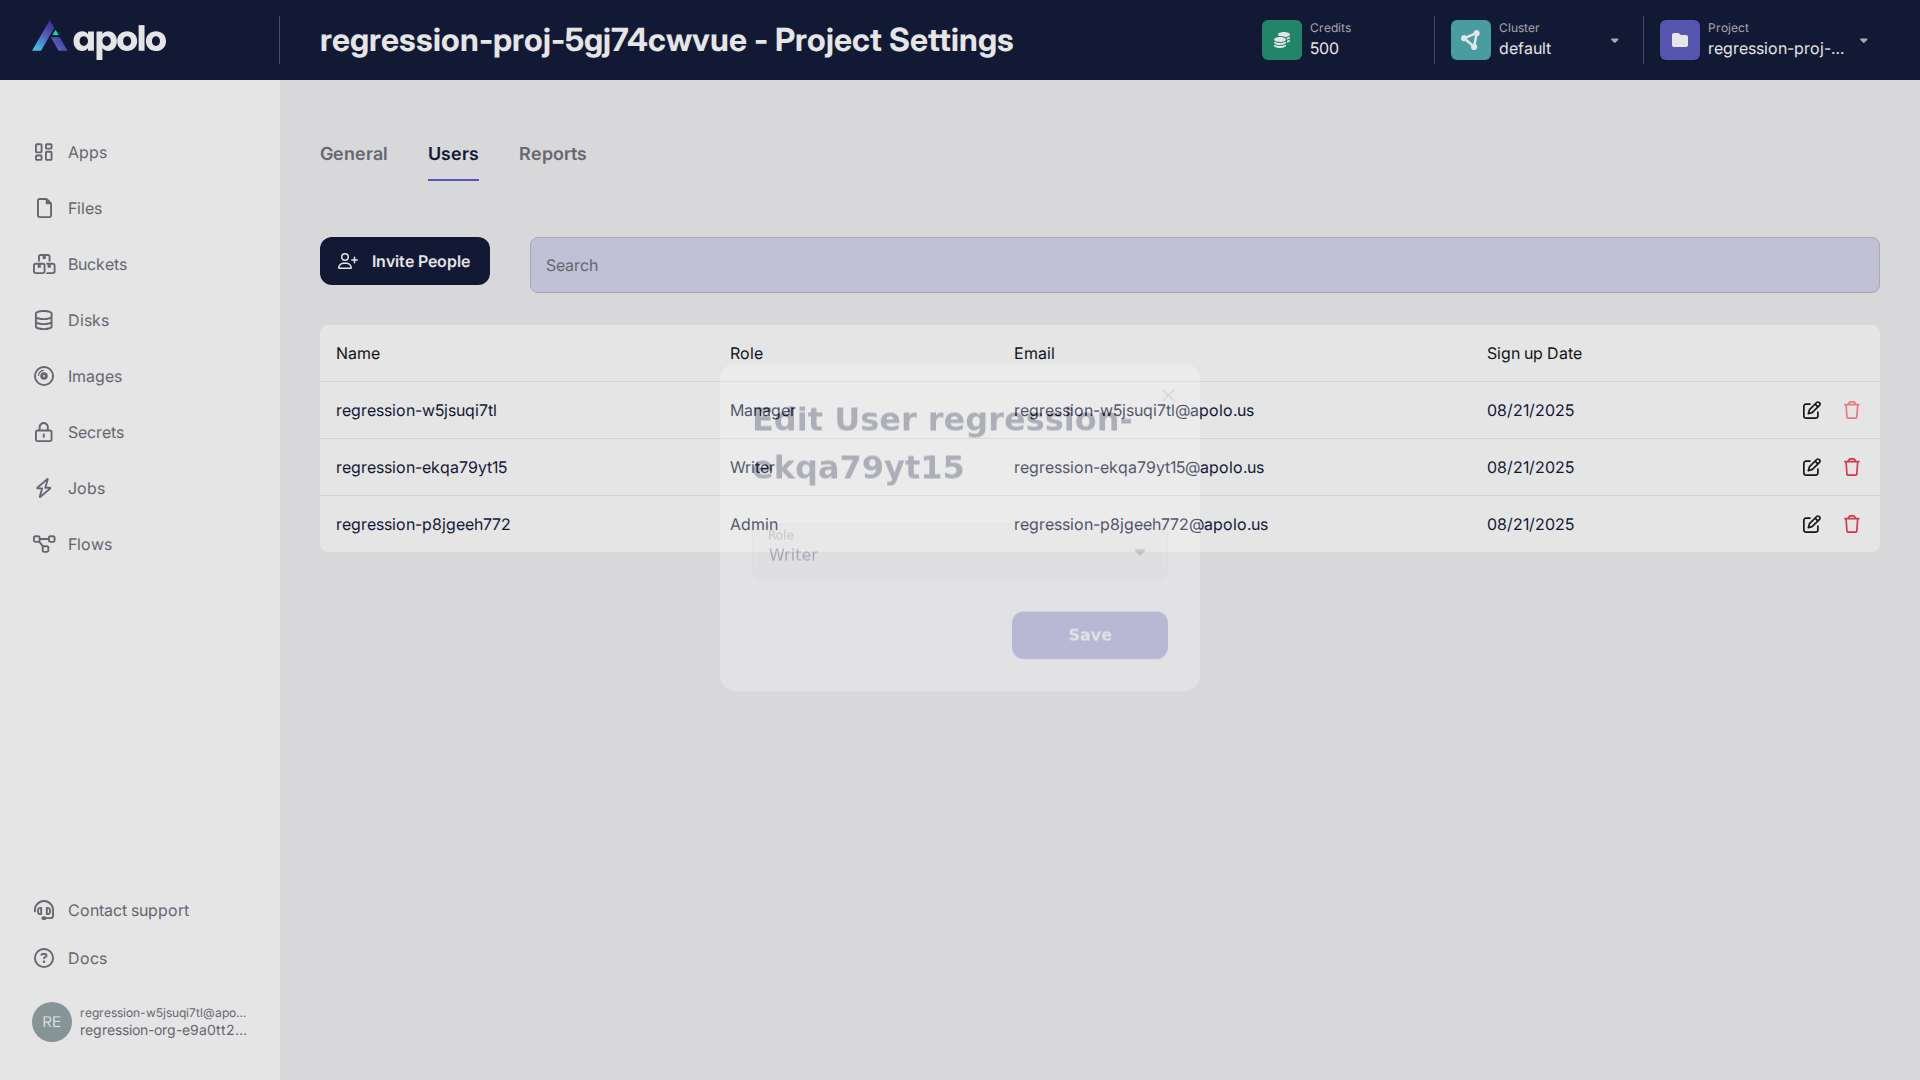 apolo
regression-proj-5gj74cwvue - Project Settings
Credits
500
Cluster
default
Project
regression-proj-...
Apps
Files
Buckets
Disks
Images
Secrets
Jobs
Flows
Contact support
Docs
RE
regression-w5jsuqi7tl@apo...
regression-org-e9a0tt2...
General
Users
Reports
Invite People
Search
Name
Role
Email
Sign up Date
regression-w5jsuqi7tl
Manager
regression-w5jsuqi7tl@apolo.us
08/21/2025
regression-ekqa79yt15
Writer
regression-ekqa79yt15@apolo.us
08/21/2025
regression-p8jgeeh772
Admin
regression-p8jgeeh772@apolo.us
08/21/2025
Edit User regression-
ekqa79yt15
Role
Writer
Save